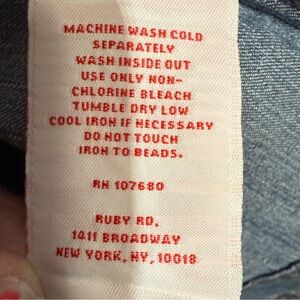 MACHINE WASH COLD
SEPARATELY
WASH INSIDE OUT
USE ONLY NON-
CHLORINE BLEACH
TUMBLE DRY LOW
COOL IRON IF NECESSARY
DO NOT TOUCH
IRON TO BEADS.
RN 107680
RUBY RD.
1411 BROADWAY
NEW YORK, NY, 10018